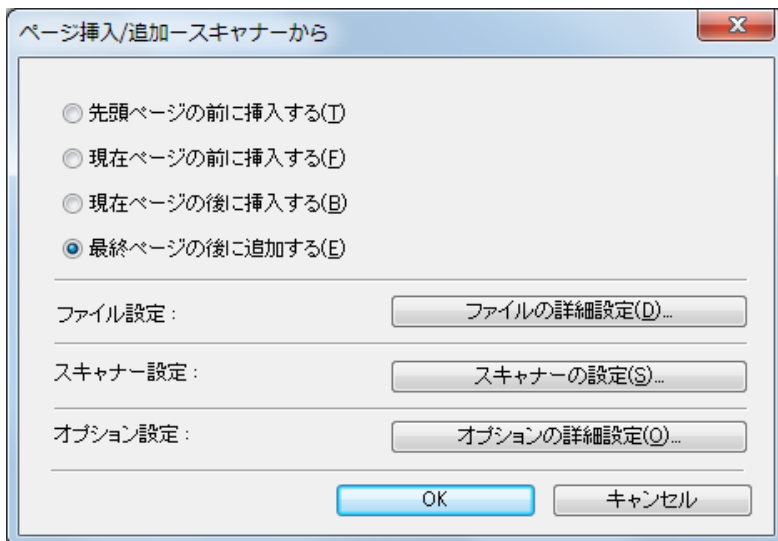 ページ挿入/追加ースキャナーから
先頭ページの前に挿入する(T)
現在ページの前に挿入する(F)
現在ページの後に挿入する(B)
最終ページの後に追加する(E)
ファイル設定： ファイルの詳細設定(D)...
スキャナー設定： スキャナーの設定(S)...
オプション設定： オプションの詳細設定(O)...
OK キャンセル